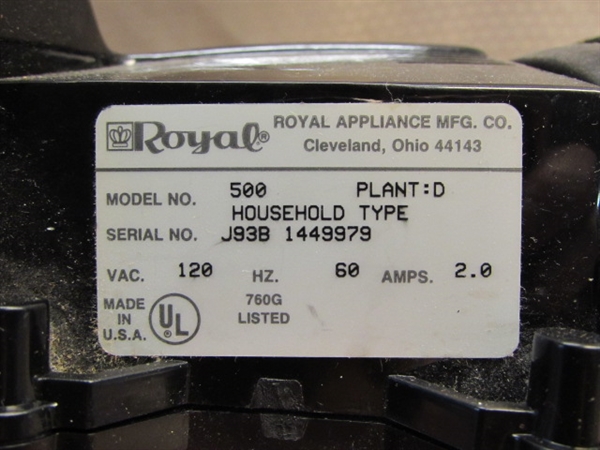 Royal® ROYAL APPLIANCE MFG. CO.
Cleveland, Ohio 44143
MODEL NO. 500 PLANT:D
HOUSEHOLD TYPE
SERIAL NO. J93B 1449979
VAC. 120 HZ. 60 AMPS. 2.0
MADE IN U.S.A. UL® 760G LISTED